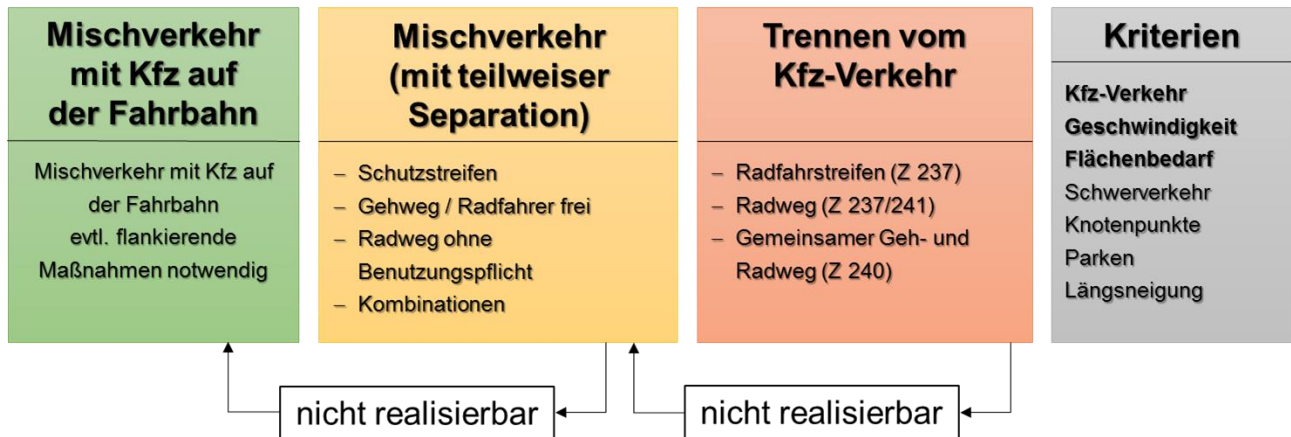 Mischverkehr
mit Kfz auf
der Fahrbahn
Mischverkehr mit Kfz auf
der Fahrbahn
evtl. flankierende
Maßnahmen notwendig
Mischverkehr
(mit teilweiser
Separation)
– Schutzstreifen
– Gehweg / Radfahrer frei
– Radweg ohne
Benutzungspflicht
– Kombinationen
Trennen vom
Kfz-Verkehr
– Radfahrstreifen (Z 237)
– Radweg (Z 237/241)
– Gemeinsamer Geh- und
Radweg (Z 240)
Kriterien
Kfz-Verkehr
Geschwindigkeit
Flächenbedarf
Schwerverkehr
Knotenpunkte
Parken
Längsneigung
nicht realisierbar
nicht realisierbar